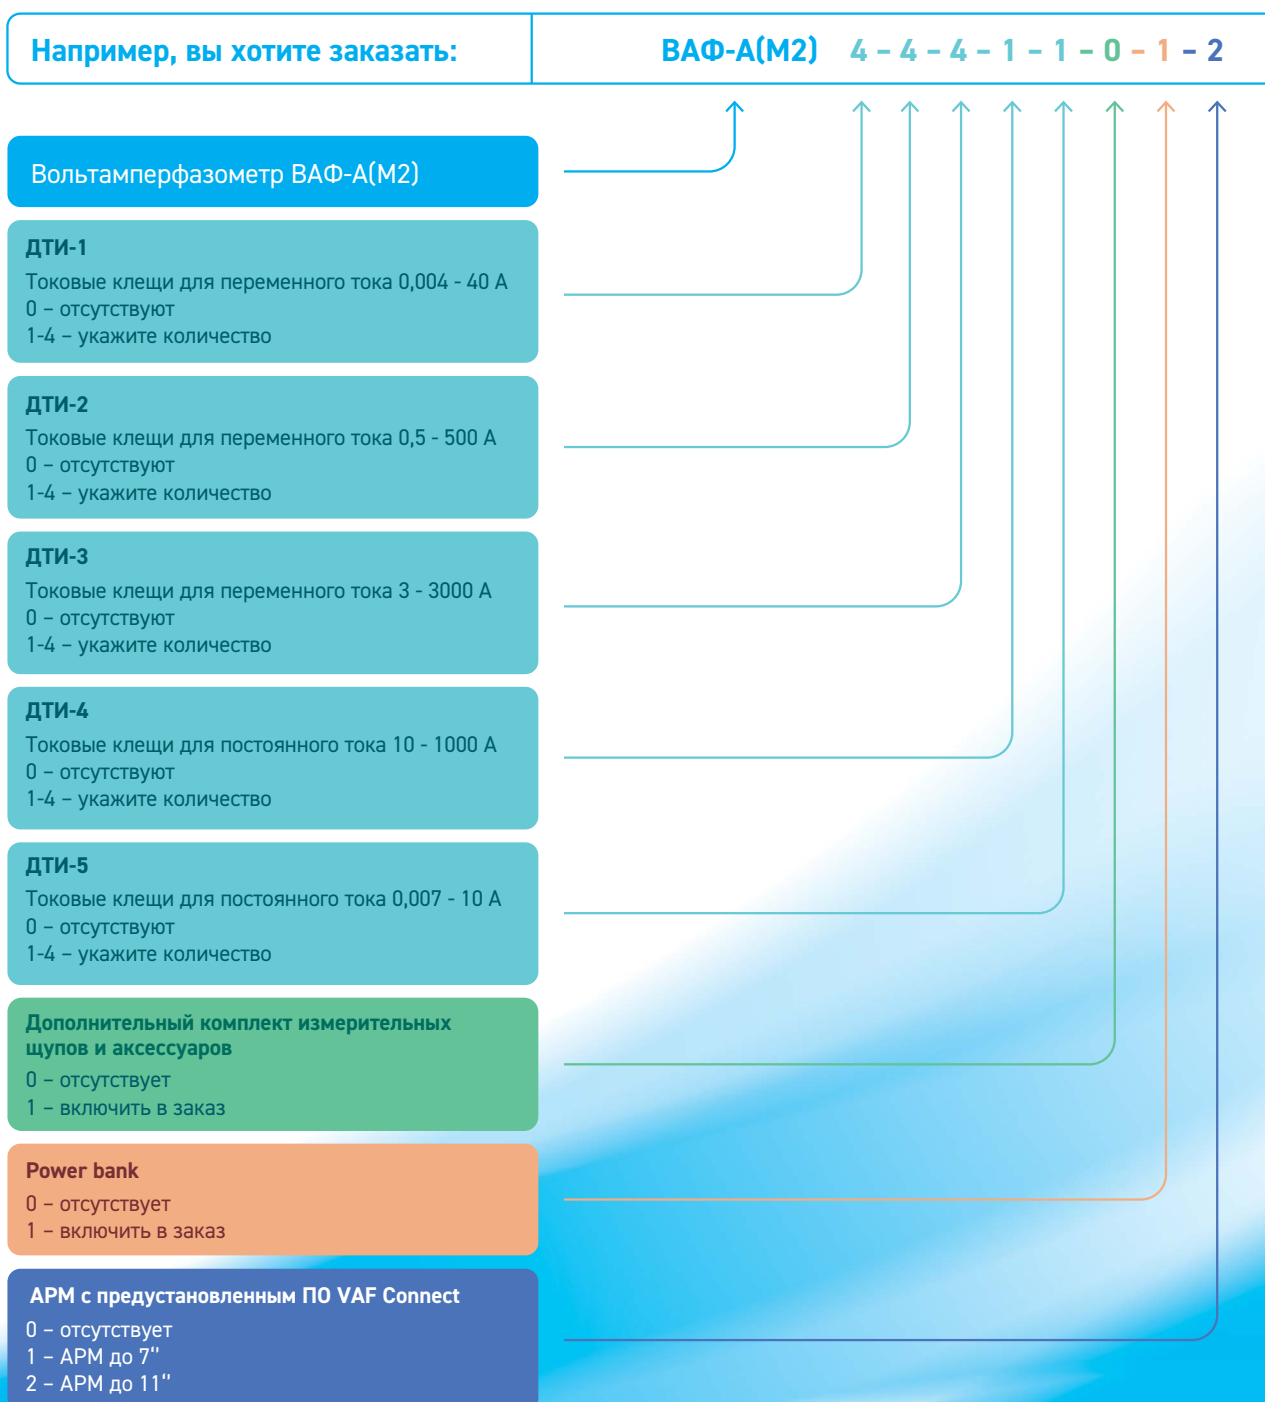 Например, вы хотите заказать:
ВАФ-А(М2) 4 – 4 – 4 – 1 – 1 – 0 – 1 – 2
Вольтамперфазометр ВАФ-А(М2)
ДТИ-1
Токовые клещи для переменного тока 0,004 - 40 А
0 – отсутствуют
1-4 – укажите количество
ДТИ-2
Токовые клещи для переменного тока 0,5 - 500 А
0 – отсутствуют
1-4 – укажите количество
ДТИ-3
Токовые клещи для переменного тока 3 - 3000 А
0 – отсутствуют
1-4 – укажите количество
ДТИ-4
Токовые клещи для постоянного тока 10 - 1000 А
0 – отсутствуют
1-4 – укажите количество
ДТИ-5
Токовые клещи для постоянного тока 0,007 - 10 А
0 – отсутствуют
1-4 – укажите количество
Дополнительный комплект измерительных
щупов и аксессуаров
0 – отсутствует
1 – включить в заказ
Power bank
0 – отсутствует
1 – включить в заказ
АРМ с предустановленным ПО VAF Connect
0 – отсутствует
1 – АРМ до 7‘‘
2 – АРМ до 11‘‘